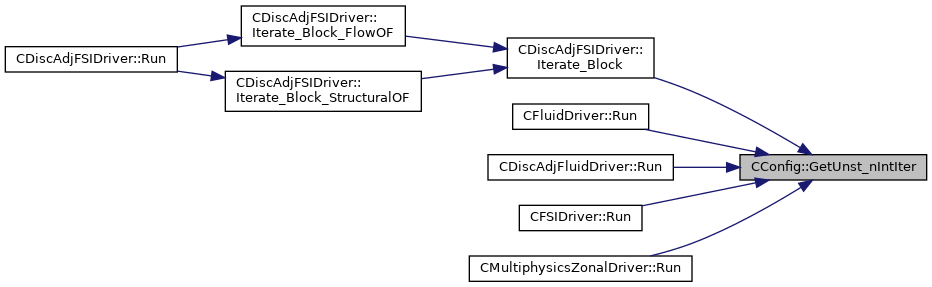 CDiscAdjFSIDriver::Run
CDiscAdjFSIDriver::
Iterate_Block_FlowOF
CDiscAdjFSIDriver::
Iterate_Block_StructuralOF
CDiscAdjFSIDriver::
Iterate_Block
CFluidDriver::Run
CDiscAdjFluidDriver::Run
CFSIDriver::Run
CMultiphysicsZonalDriver::Run
CConfig::GetUnst_nIntIter